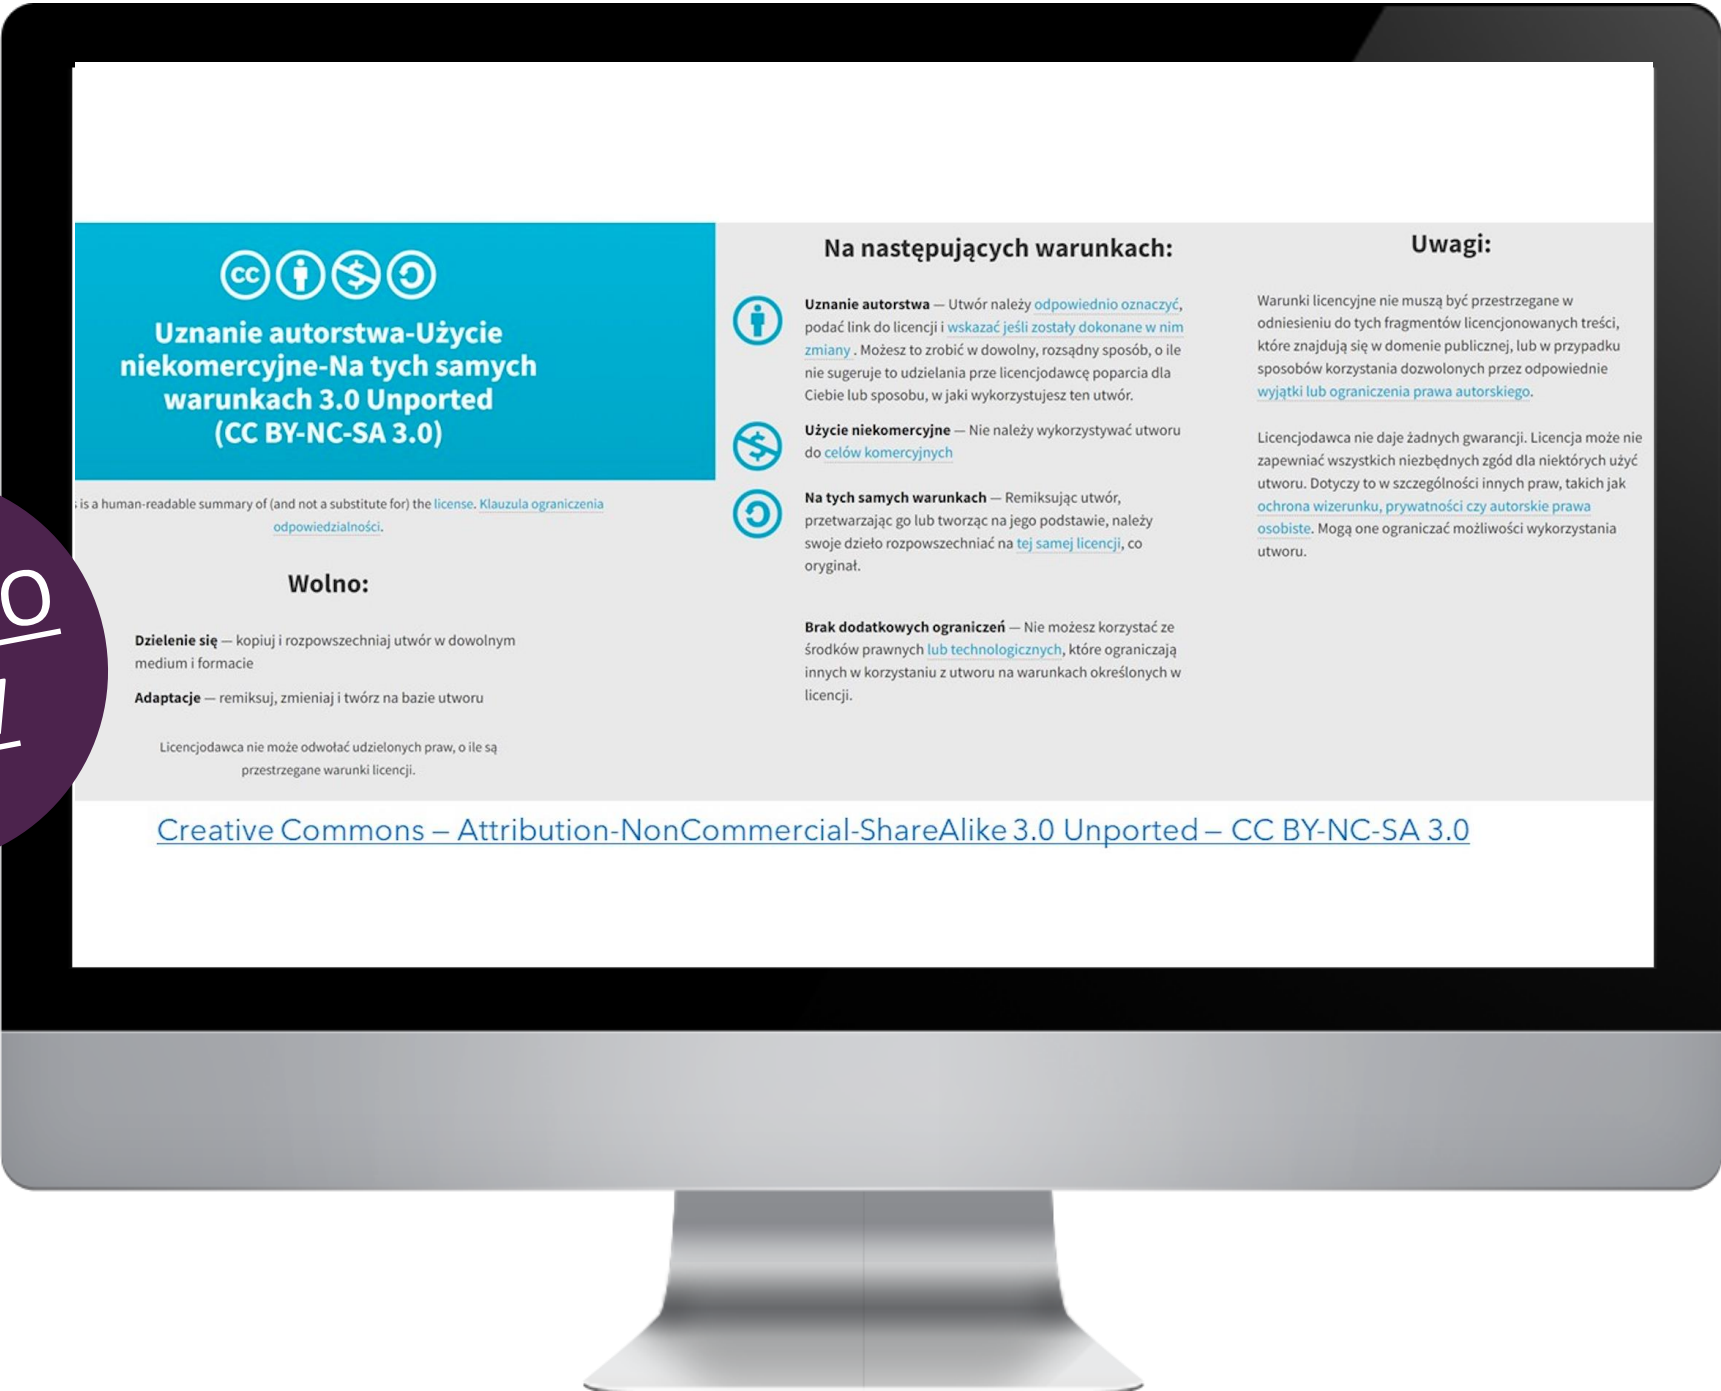 cc
Uznanie autorstwa-Użycie
niekomercyjne-Na tych samych
warunkach 3.0 Unported
(CC BY-NC-SA 3.0)
is a human-readable summary of (and not a substitute for) the license. Klauzula ograniczenia
odpowiedzialności.
Wolno:
Dzielenie się — kopiuj i rozpowszechniaj utwór w dowolnym
medium i formacie
Adaptacje — remiksuj, zmieniaj i twórz na bazie utworu
Licencjodawca nie może odwołać udzielonych praw, o ile są
przestrzegane warunki licencji.
Na następujących warunkach:
Uznanie autorstwa — Utwór należy odpowiednio oznaczyć,
podać link do licencji i wskazać jeśli zostały dokonane w nim
zmiany . Możesz to zrobić w dowolny, rozsądny sposób, o ile
nie sugeruje to udzielania prze licencjodawcę poparcia dla
Ciebie lub sposobu, w jaki wykorzystujesz ten utwór.
Użycie niekomercyjne — Nie należy wykorzystywać utworu
do celów komercyjnych
Na tych samych warunkach — Remiksując utwór,
przetwarzając go lub tworząc na jego podstawie, należy
swoje dzieło rozpowszechniać na tej samej licencji, co
oryginał.
Brak dodatkowych ograniczeń — Nie możesz korzystać ze
środków prawnych lub technologicznych, które ograniczają
innych w korzystaniu z utworu na warunkach określonych w
licencji.
Uwagi:
Warunki licencyjne nie muszą być przestrzegane w
odniesieniu do tych fragmentów licencjonowanych treści,
które znajdują się w domenie publicznej, lub w przypadku
sposobów korzystania dozwolonych przez odpowiednie
wyjątki lub ograniczenia prawa autorskiego.
Licencjodawca nie daje żadnych gwarancji. Licencja może nie
zapewniać wszystkich niezbędnych zgód dla niektórych użyć
utworu. Dotyczy to w szczególności innych praw, takich jak
ochrona wizerunku, prywatności czy autorskie prawa
osobiste. Mogą one ograniczać możliwości wykorzystania
utworu.
Creative Commons – Attribution-NonCommercial-ShareAlike 3.0 Unported – CC BY-NC-SA 3.0